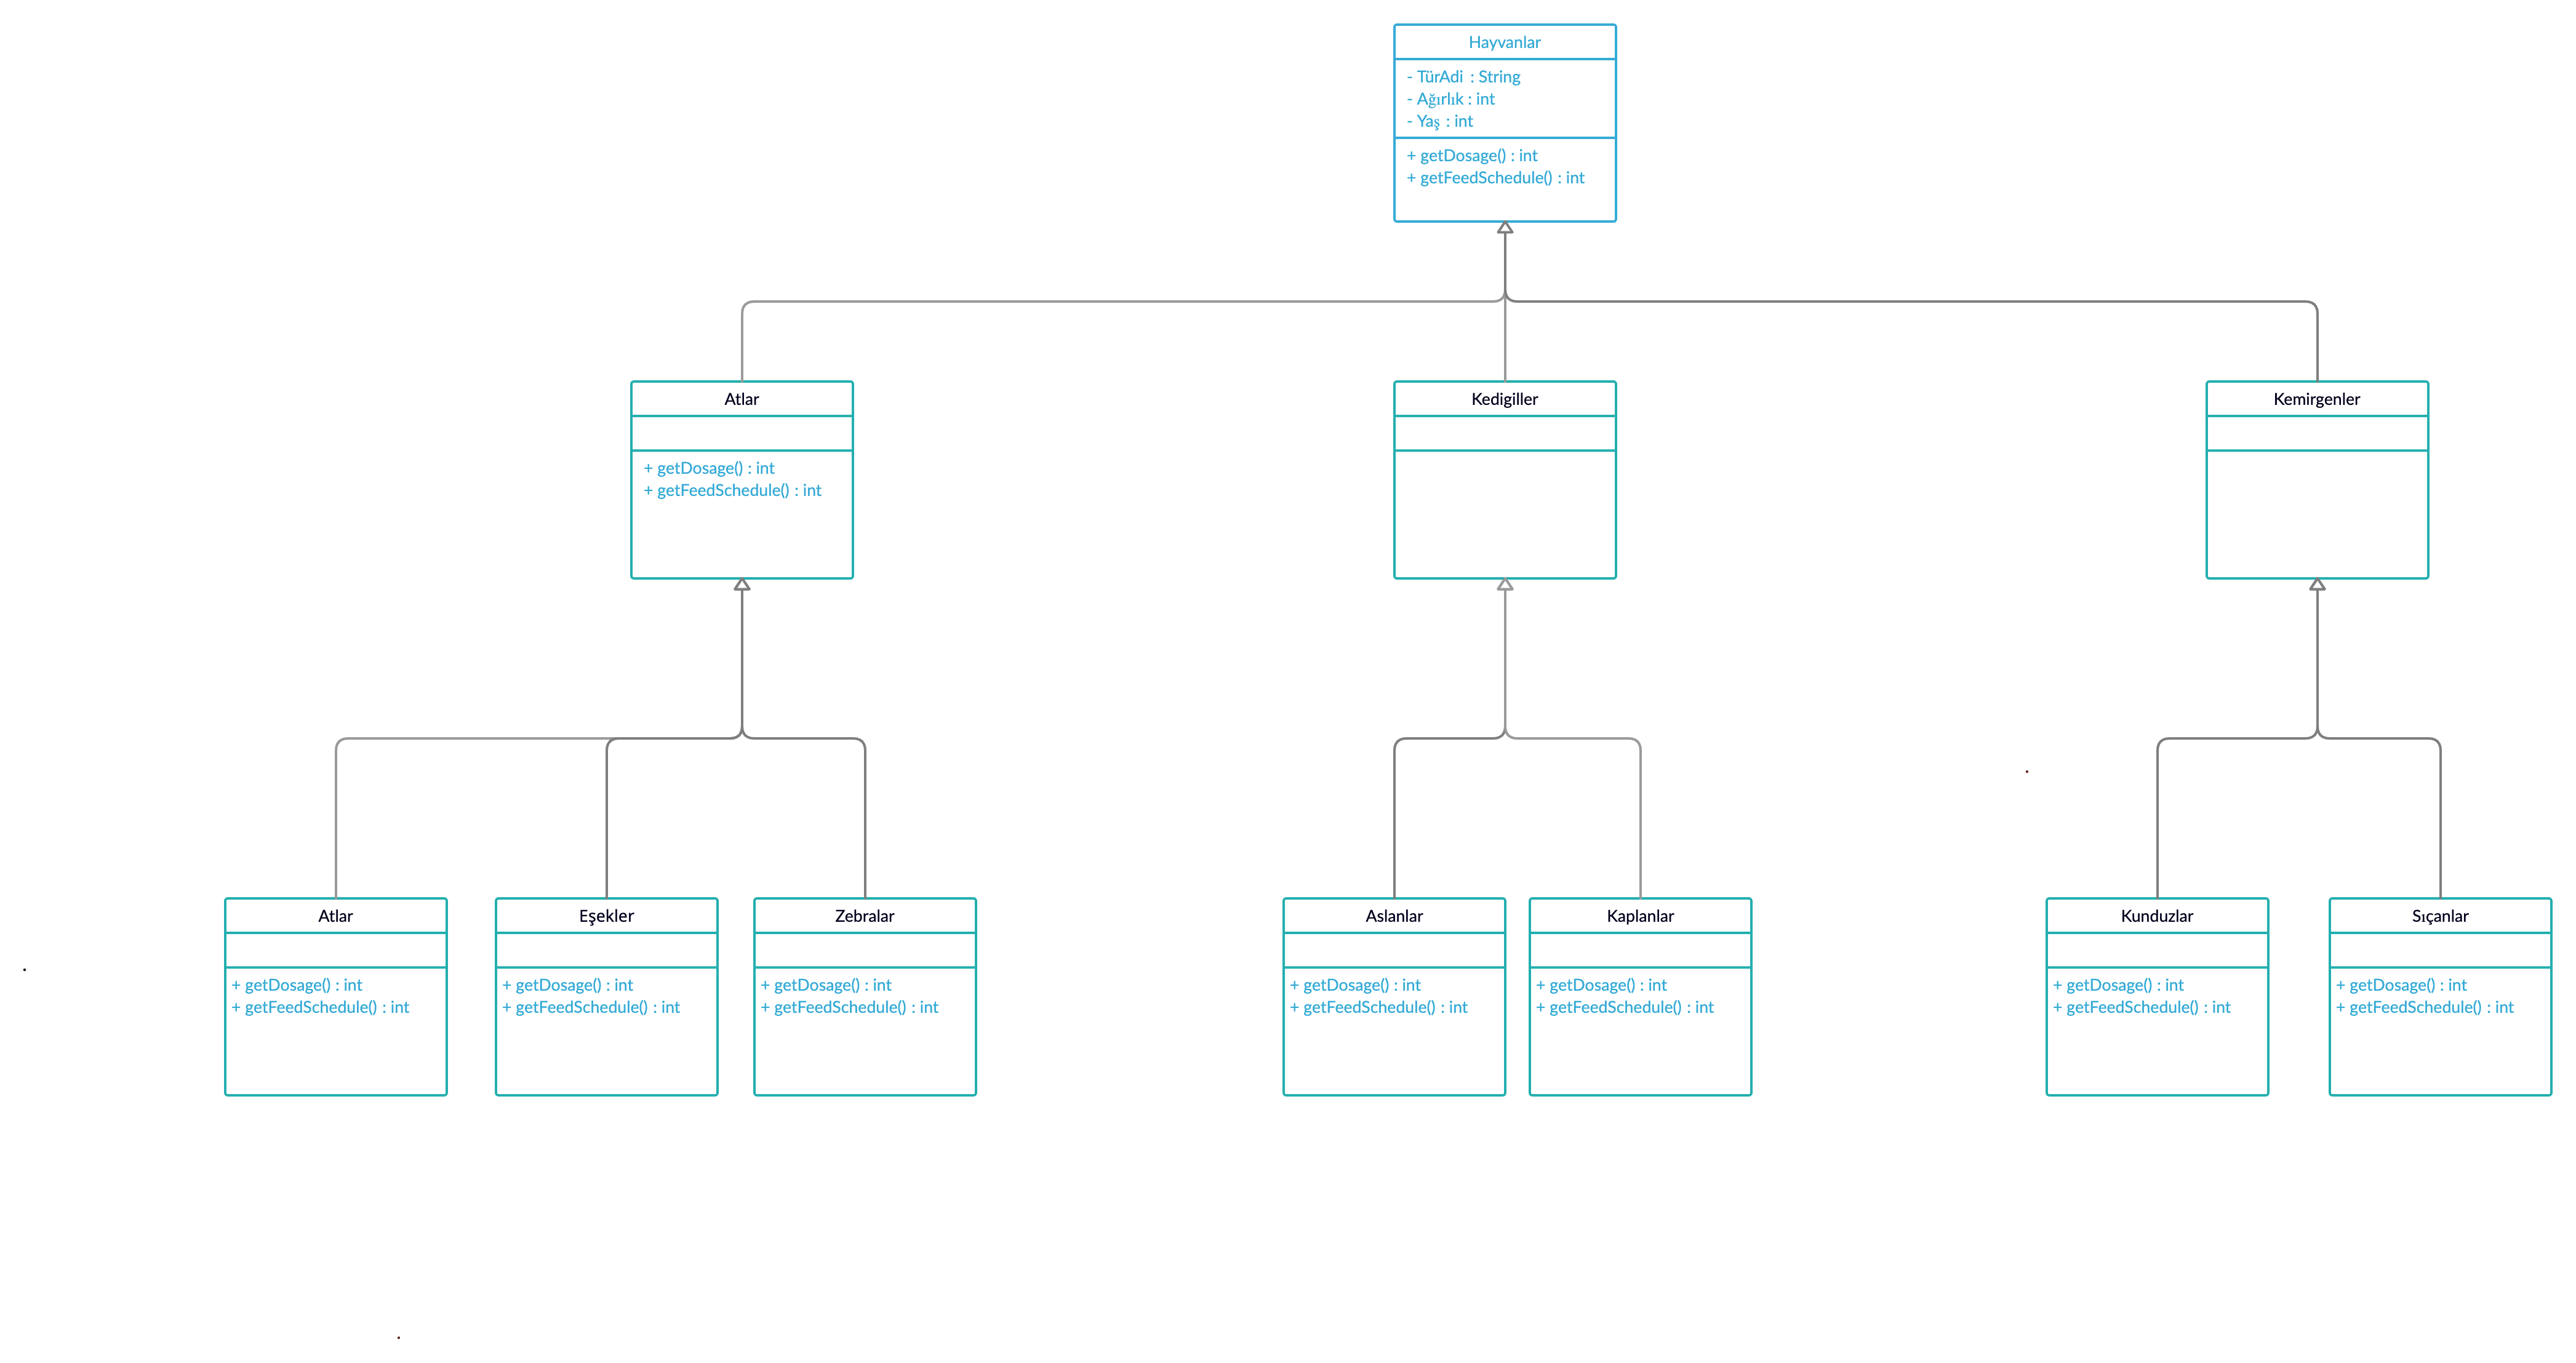 Hayvanlar
- TürAdi : String
- Ağırlık : int
- Yaş : int
+ getDosage() : int
+ getFeedSchedule() : int
Atlar
+ getDosage() : int
+ getFeedSchedule() : int
Kedigiller
Kemirgenler
Atlar
+ getDosage() : int
+ getFeedSchedule() : int
Eşekler
+ getDosage() : int
+ getFeedSchedule() : int
Zebralar
+ getDosage() : int
+ getFeedSchedule() : int
Aslanlar
+ getDosage() : int
+ getFeedSchedule() : int
Kaplanlar
+ getDosage() : int
+ getFeedSchedule() : int
Kunduzlar
+ getDosage() : int
+ getFeedSchedule() : int
Sıçanlar
+ getDosage() : int
+ getFeedSchedule() : int